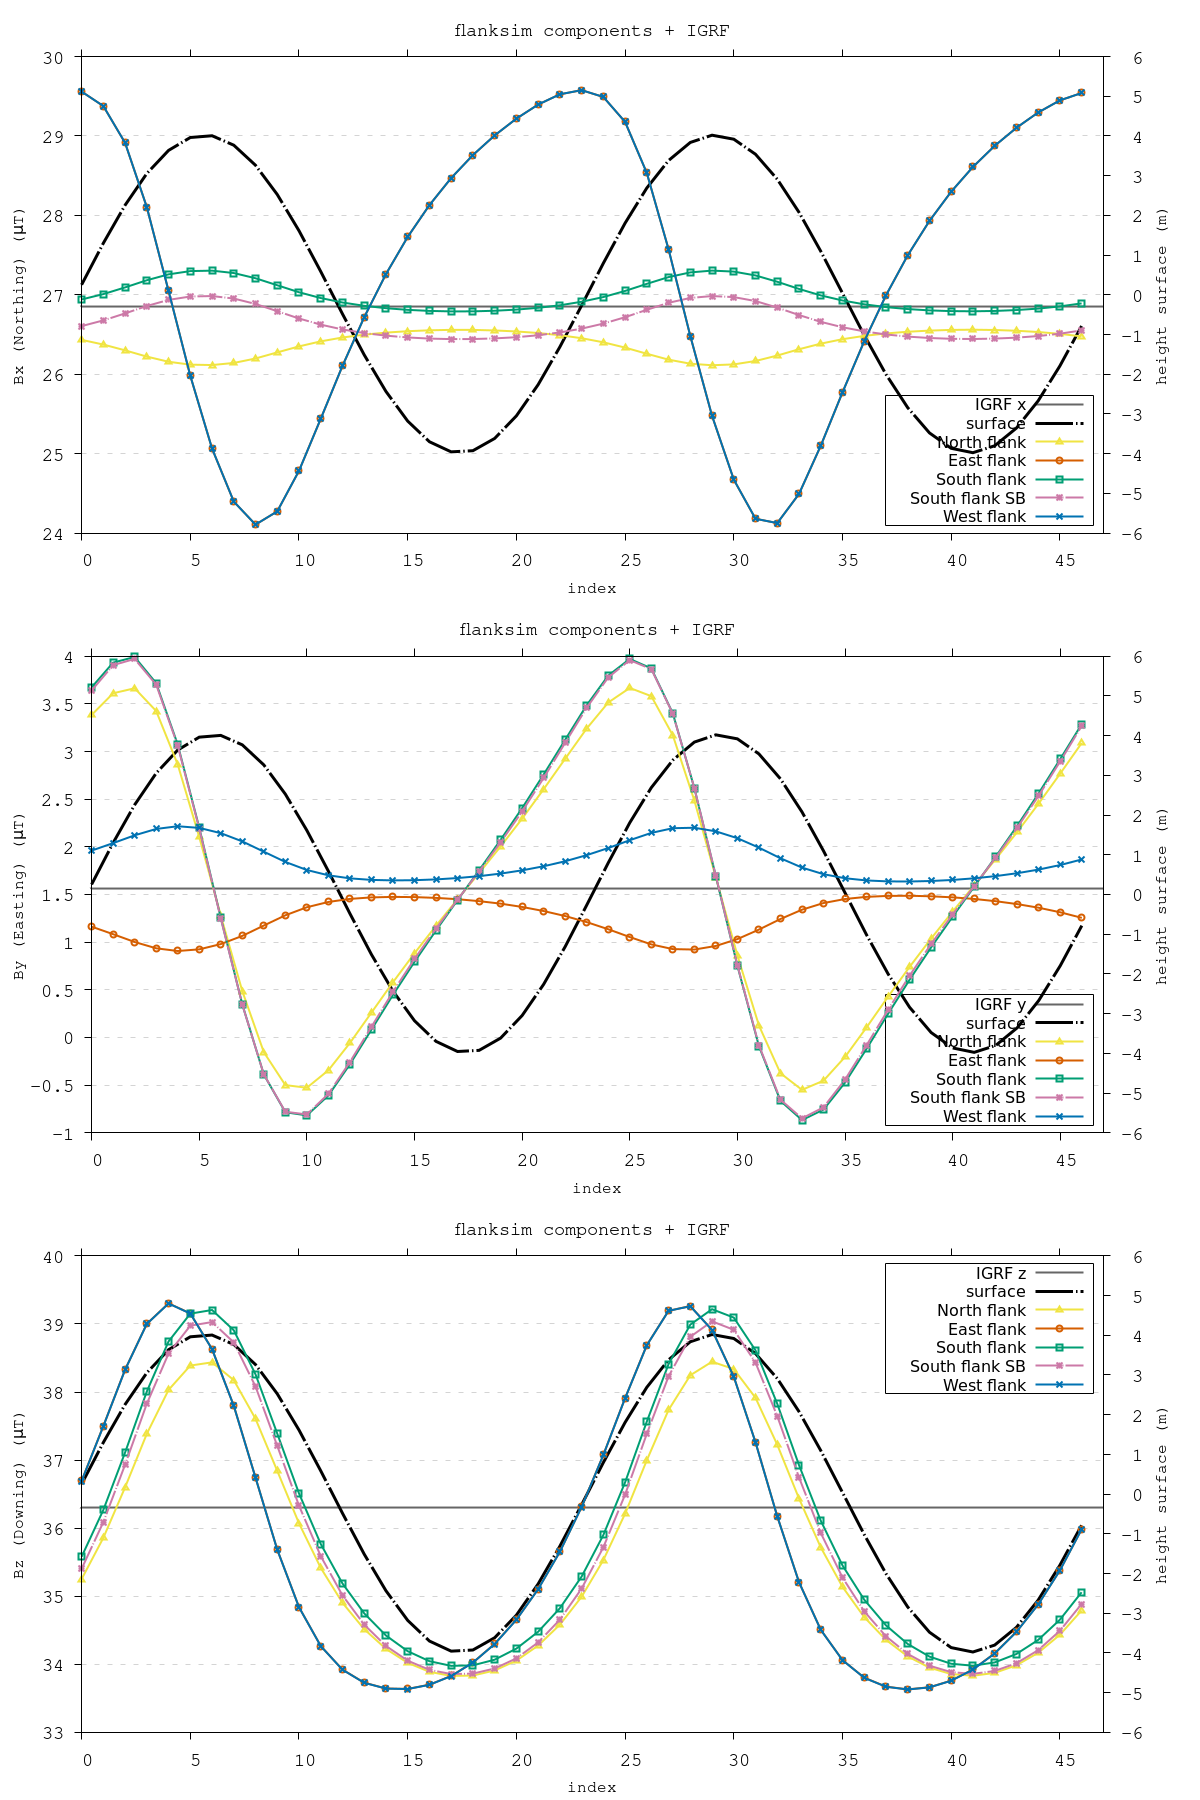 flanksim components + IGRF
30
29
28
27
26
25
24
6
5
4
3
2
1
0
−1
−2
−3
−4
−5
−6
Bx (Northing) (µT)
height surface (m)
IGRF x
surface
North flank
East flank
South flank
South flank SB
West flank
0 5 10 15 20 25 30 35 40 45
index
flanksim components + IGRF
4
3.5
3
2.5
2
1.5
1
0.5
0
−0.5
−1
6
5
4
3
2
1
0
−1
−2
−3
−4
−5
−6
By (Easting) (µT)
height surface (m)
IGRF y
surface
North flank
East flank
South flank
South flank SB
West flank
0 5 10 15 20 25 30 35 40 45
index
flanksim components + IGRF
40
39
38
37
36
35
34
33
6
5
4
3
2
1
0
−1
−2
−3
−4
−5
−6
Bz (Downing) (µT)
height surface (m)
IGRF z
surface
North flank
East flank
South flank
South flank SB
West flank
0 5 10 15 20 25 30 35 40 45
index